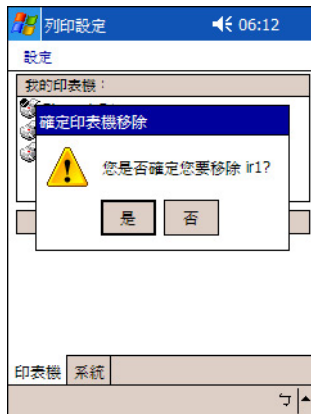 列印設定 06:12
設定
我的印表機：
確定印表機移除
您是否確定您要移除 ir1?
是 否
印表機 系統
ㄅ